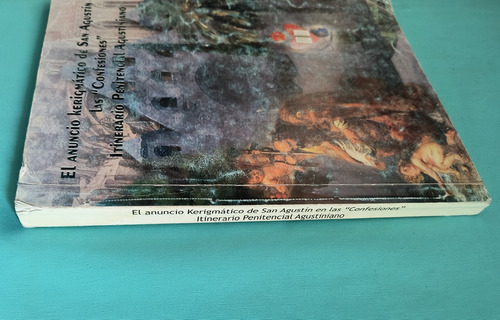 EL ANUNCIO KERIGMÁTICO DE SAN AGUSTÍN
LAS "CONFESIONES"
ITINERARIO PENITENCIAL AGUSTINIANO
El anuncio Kerigmático de San Agustín en las "Confesiones"
Itinerario Penitencial Agustiniano